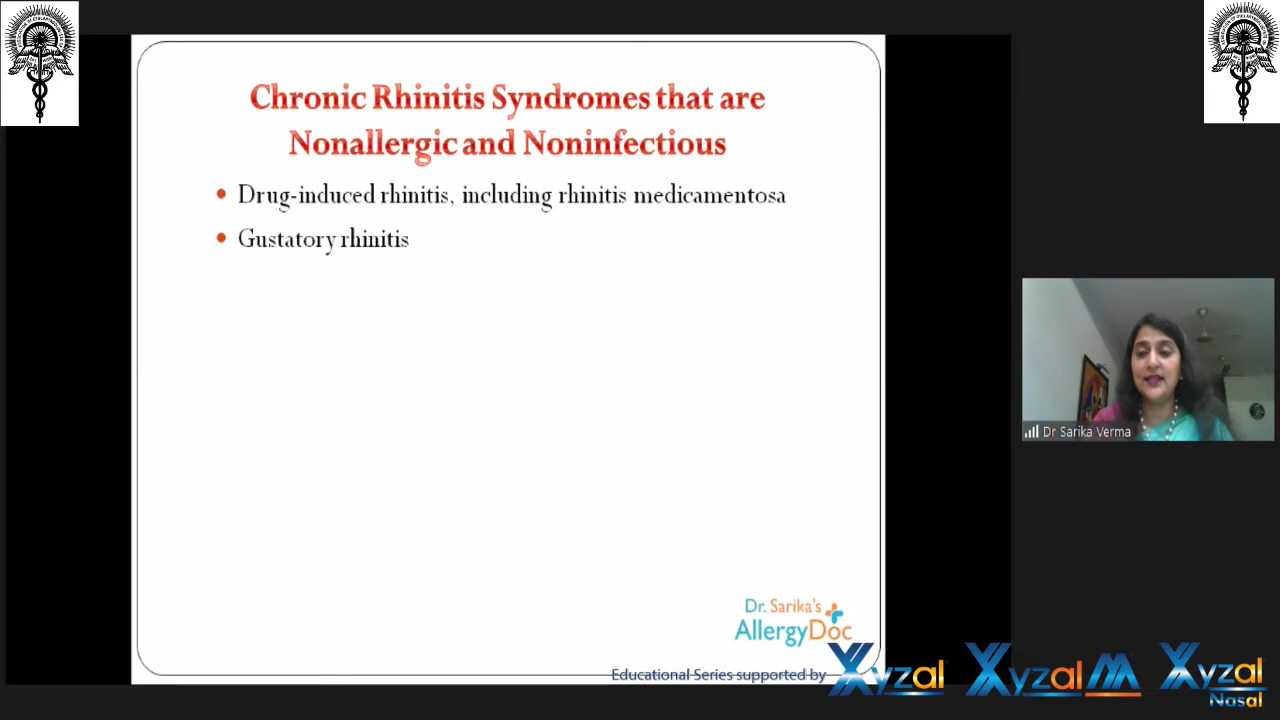 Chronic Rhinitis Syndromes that are
Nonallergic and Noninfectious
• Drug-induced rhinitis, including rhinitis medicamentosa
• Gustatory rhinitis
Dr Sarika Verma
Dr. Sarika's
AllergyDoc
Educational Series supported by
Xyzal
Xyzal M
Xyzal
Nasal